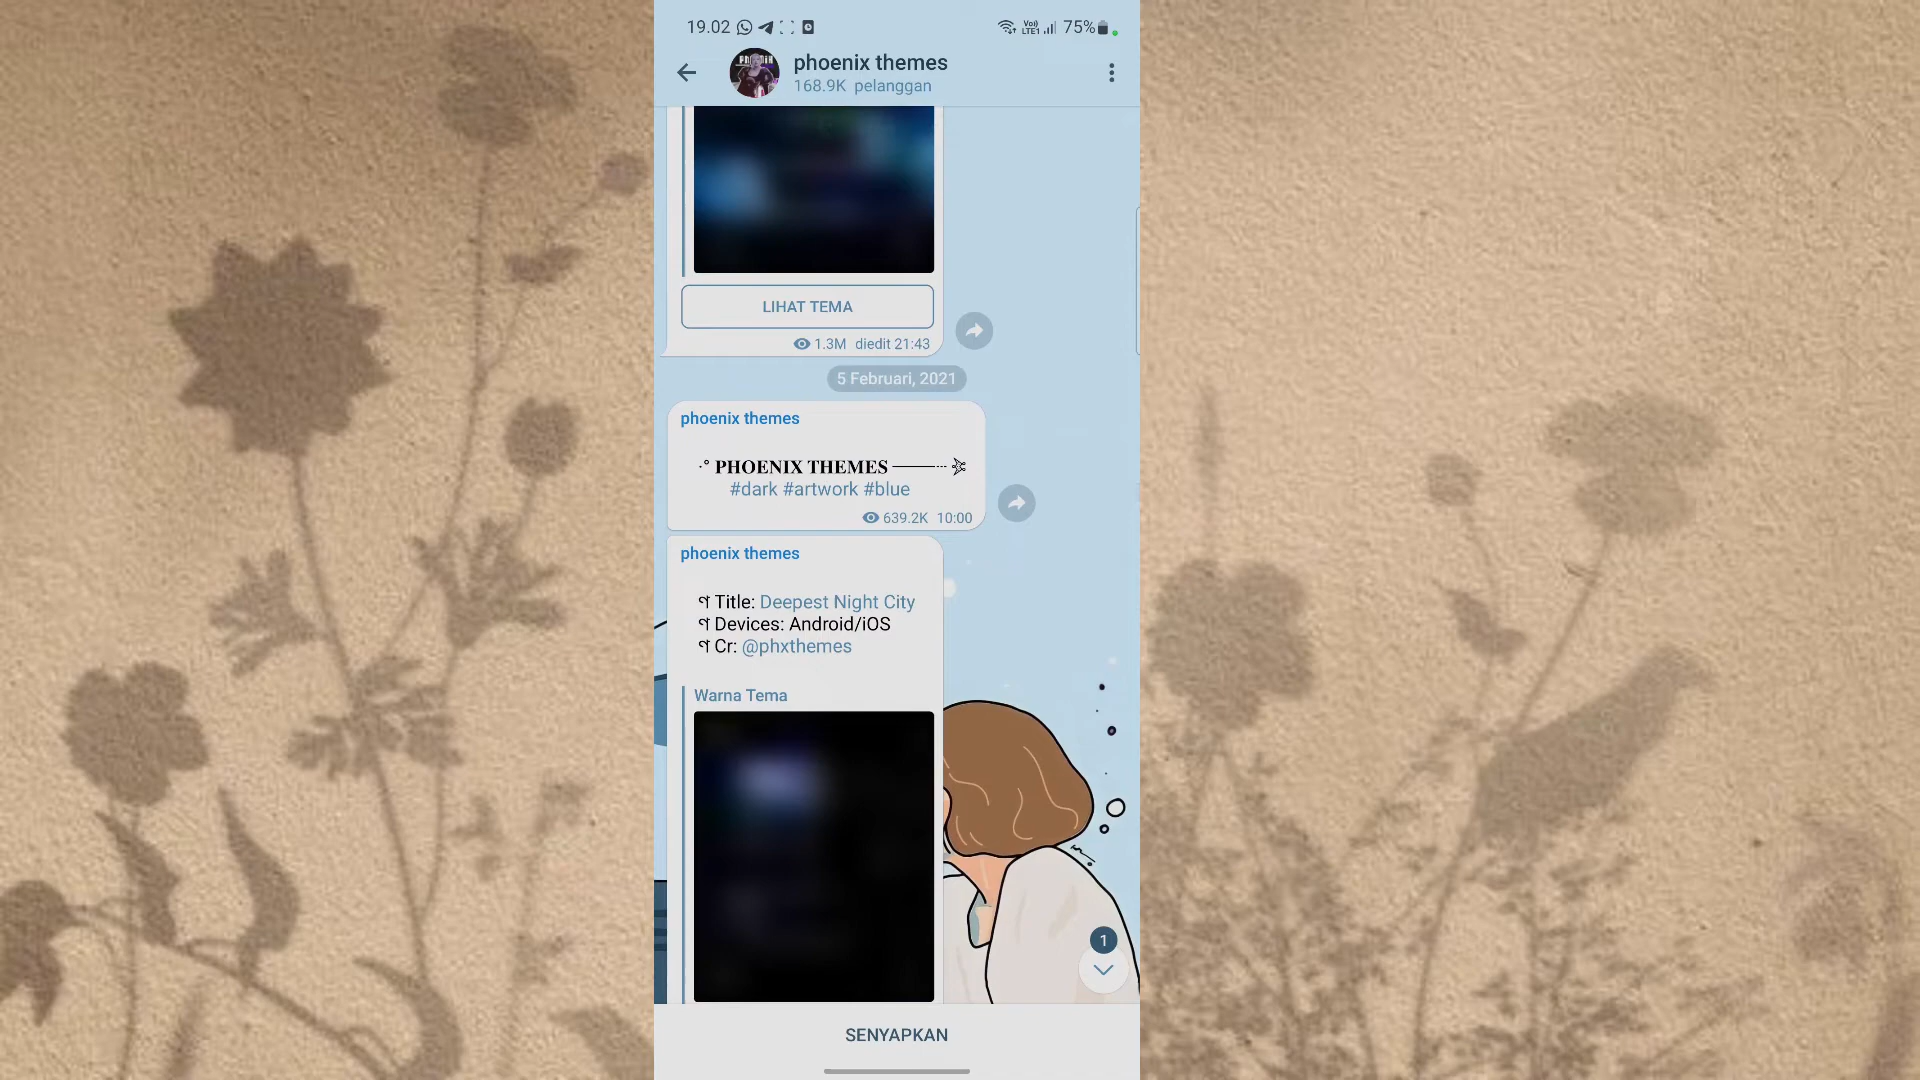 19.02
Vo)) LTE1
75%
phoenix themes
168.9K pelanggan
LIHAT TEMA
1.3M diedit 21:43
5 Februari, 2021
phoenix themes
PHOENIX THEMES
#dark #artwork #blue
639.2K 10:00
phoenix themes
Title: Deepest Night City
Devices: Android/iOS
Cr: @phxthemes
Warna Tema
1
SENYAPKAN